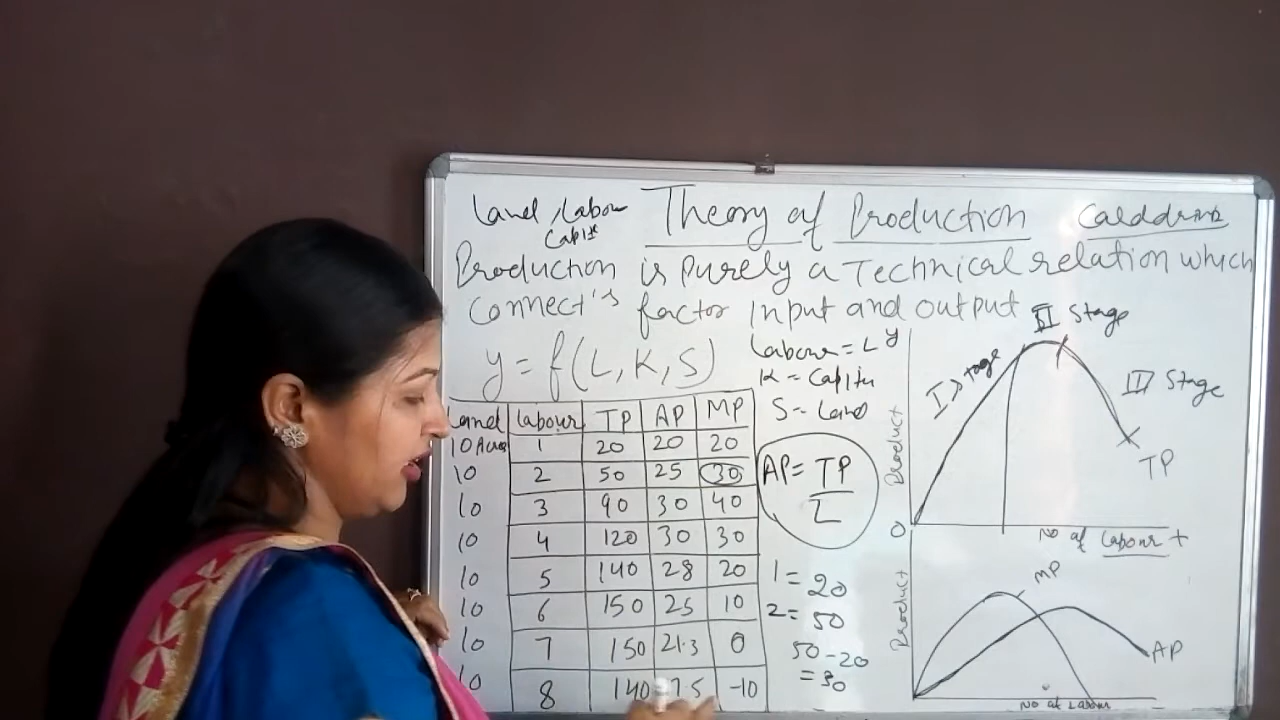 Land, Labour Theory of Production
Production is purely a Technical relation which
Connect's factor Input and output
y = f(L, K, S)
Labour = L
K = Capital
S = Land
Land Labour TP AP MP
10 Acres 1 20 20 20
10 2 50 25 30
10 3 90 30 40
10 4 120 30 30
10 5 140 28 20
10 6 150 25 10
10 7 150 21.3 0
10 8 140 -10
AP = TP
L
1 = 20
2 = 50
50-20
= 30
y
I Stage
II Stage
III Stage
Product
TP
O
No of Labour
Product
MP
AP
No of Labour